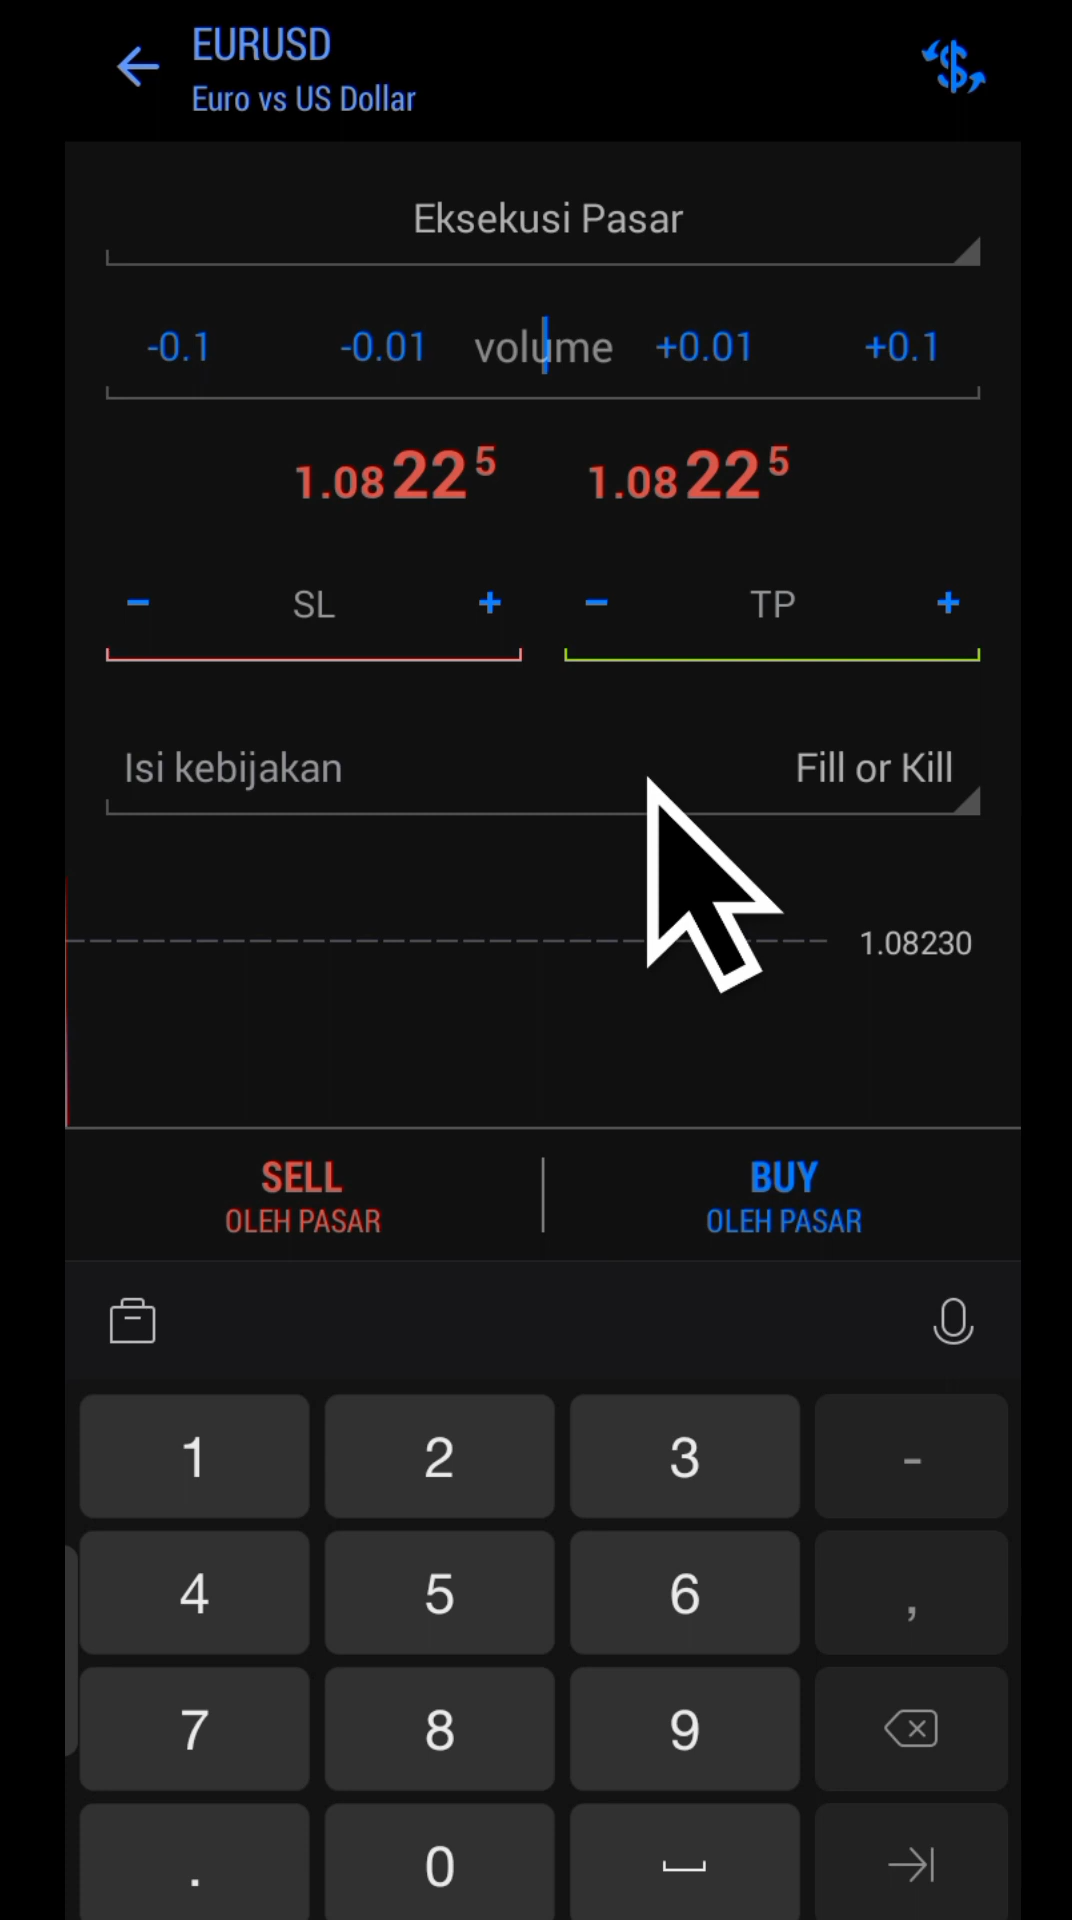 EURUSD
Euro vs US Dollar
Eksekusi Pasar
-0.1 -0.01 volume +0.01 +0.1
1.08225 1.08225
- SL + - TP +
Isi kebijakan Fill or Kill
1.08230
SELL BUY
OLEH PASAR OLEH PASAR
1 2 3 -
4 5 6 ,
7 8 9
. 0